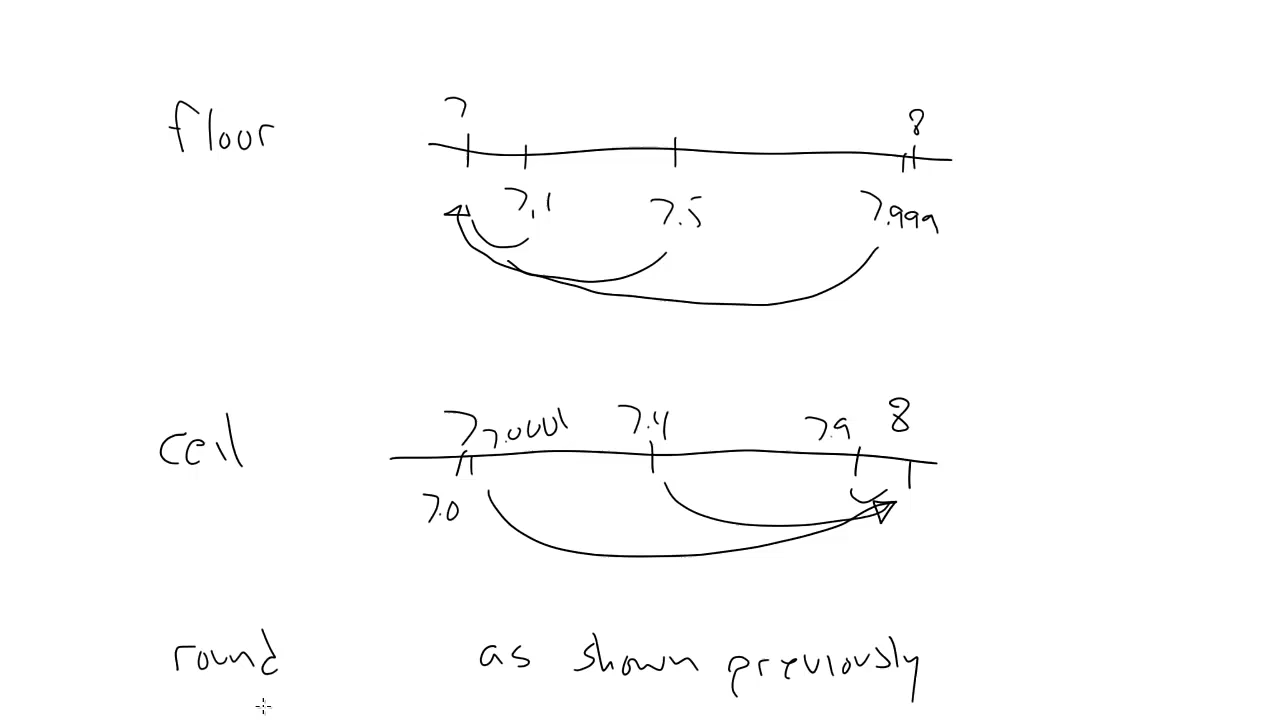 7 8
floor
7.1 7.5 7.999
7 7.0001 7.4 7.9 8
ceil
7.0
round as shown previously